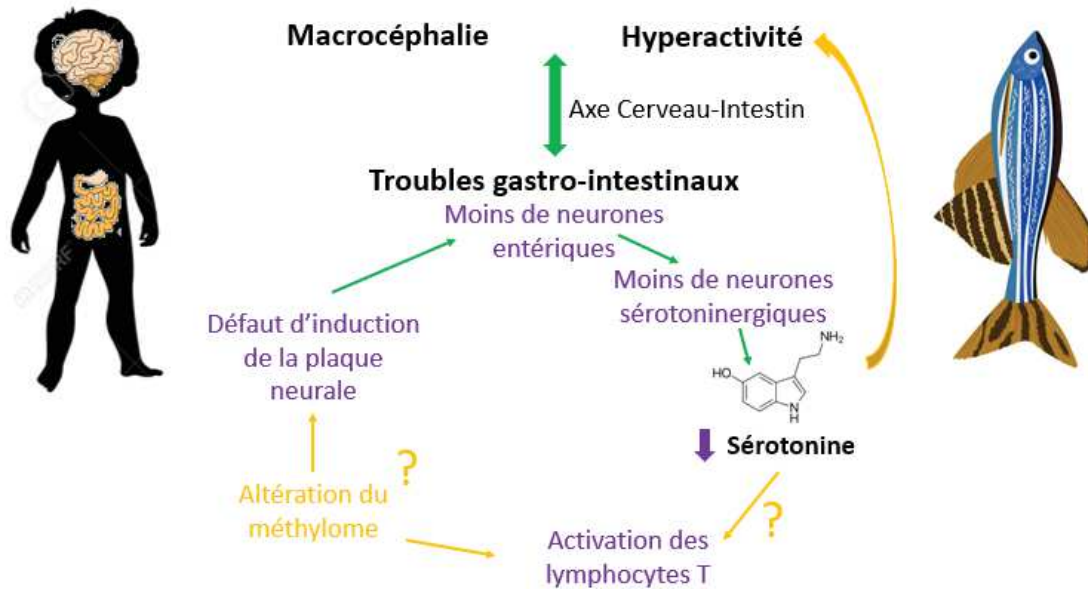 Macrocéphalie
Hyperactivité
Axe Cerveau-Intestin
Troubles gastro-intestinaux
Moins de neurones
entériques
Moins de neurones
sérotoninergiques
Défaut d’induction
de la plaque
neurale
NH₂
HO
N
H
Sérotonine
?
Altération du
méthylome
?
Activation des
lymphocytes T